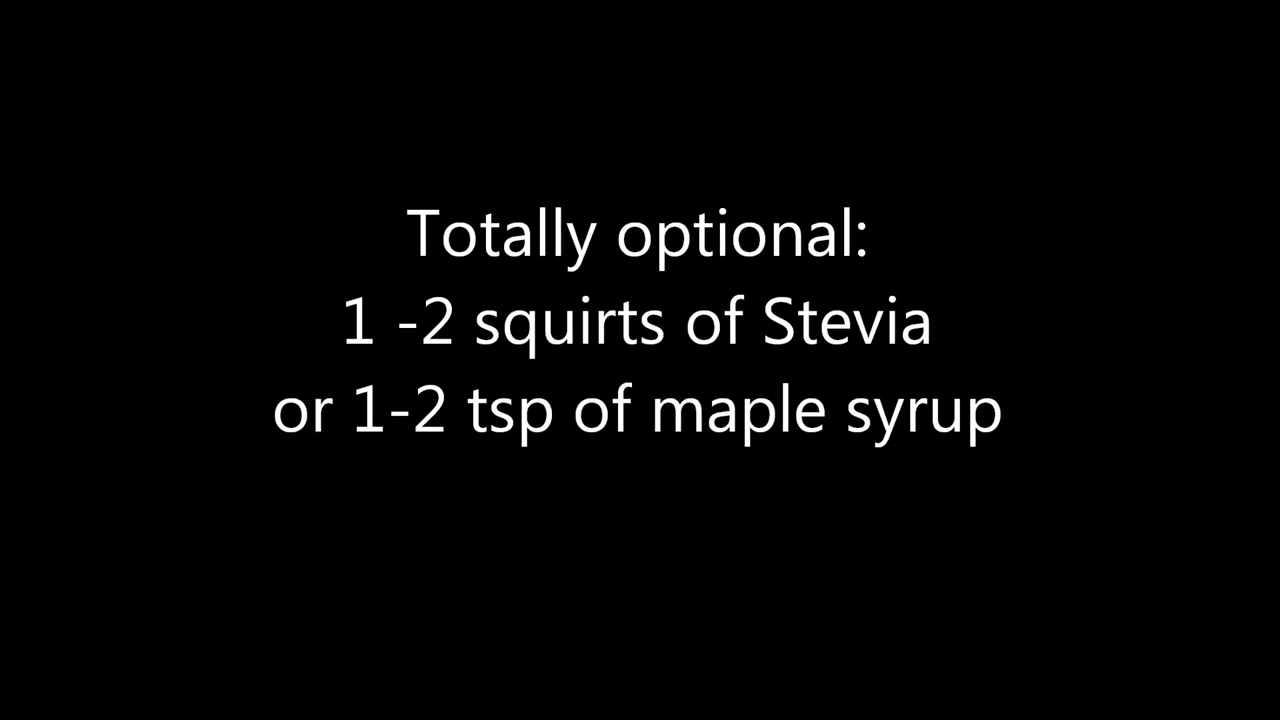 Totally optional:
1 -2 squirts of Stevia
or 1-2 tsp of maple syrup